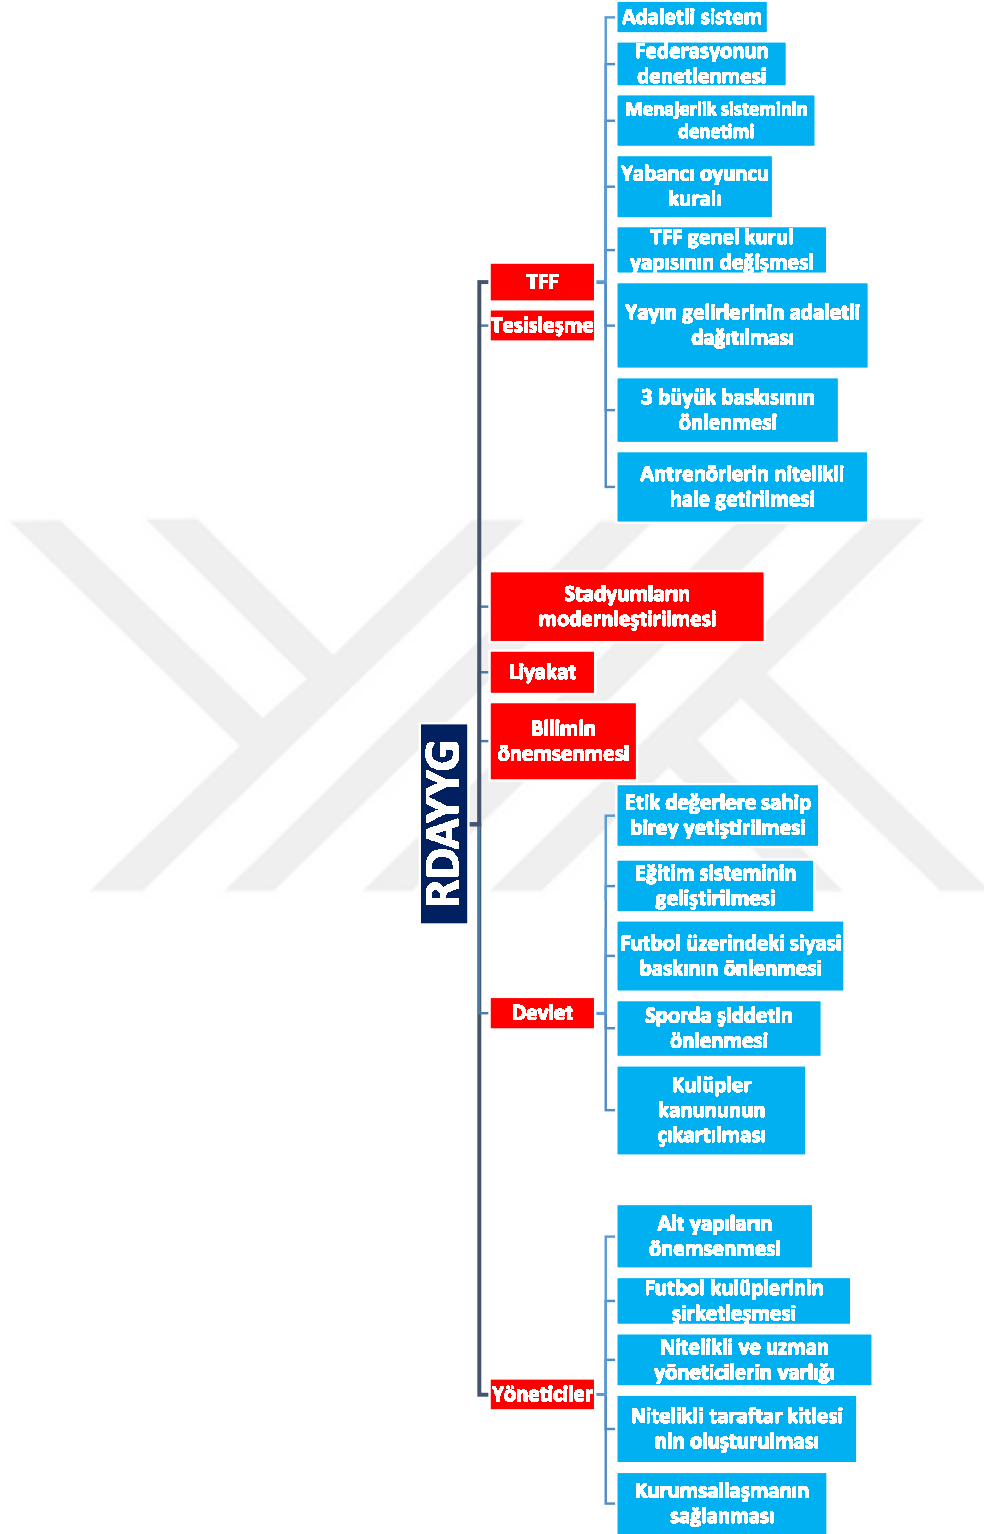 RDAYYG
TFF
Adaletli sistem
Federasyonun
denetlenmesi
Menajerlik sisteminin
denetimi
Yabancı oyuncu
kuralı
TFF genel kurul
yapısının değişmesi
Yayın gelirlerinin adaletli
dağıtılması
3 büyük baskısının
önlenmesi
Antrenörlerin nitelikli
hale getirilmesi
Tesisleşme
Stadyumların
modernleştirilmesi
Liyakat
Bilimin
önemsenmesi
Devlet
Etik değerlere sahip
birey yetiştirilmesi
Eğitim sisteminin
geliştirilmesi
Futbol üzerindeki siyasi
baskının önlenmesi
Sporda şiddetin
önlenmesi
Kulüpler
kanununun
çıkartılması
Yöneticiler
Alt yapıların
önemsenmesi
Futbol kulüplerinin
şirketleşmesi
Nitelikli ve uzman
yöneticilerin varlığı
Nitelikli taraftar kitlesi
nin oluşturulması
Kurumsallaşmanın
sağlanması